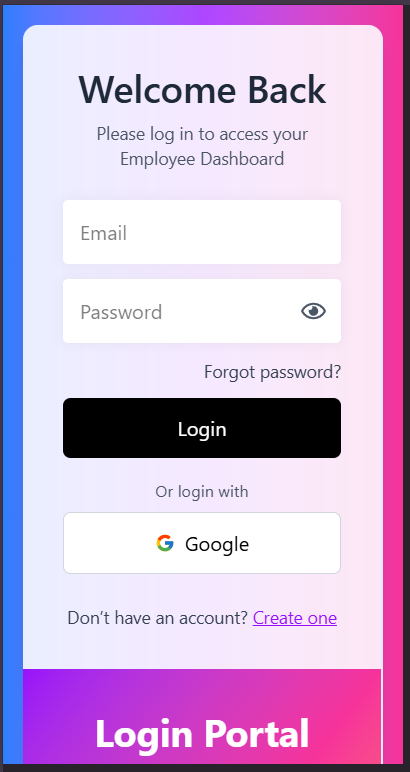 Welcome Back
Please log in to access your
Employee Dashboard
Email
Password
Forgot password?
Login
Or login with
Google
Don’t have an account? Create one
Login Portal